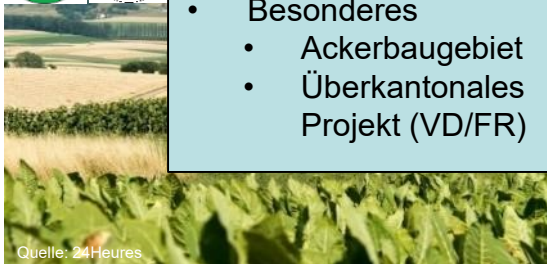 • Besonderes
• Ackerbaugebiet
• Überkantonales
Projekt (VD/FR)
Quelle: 24Heures